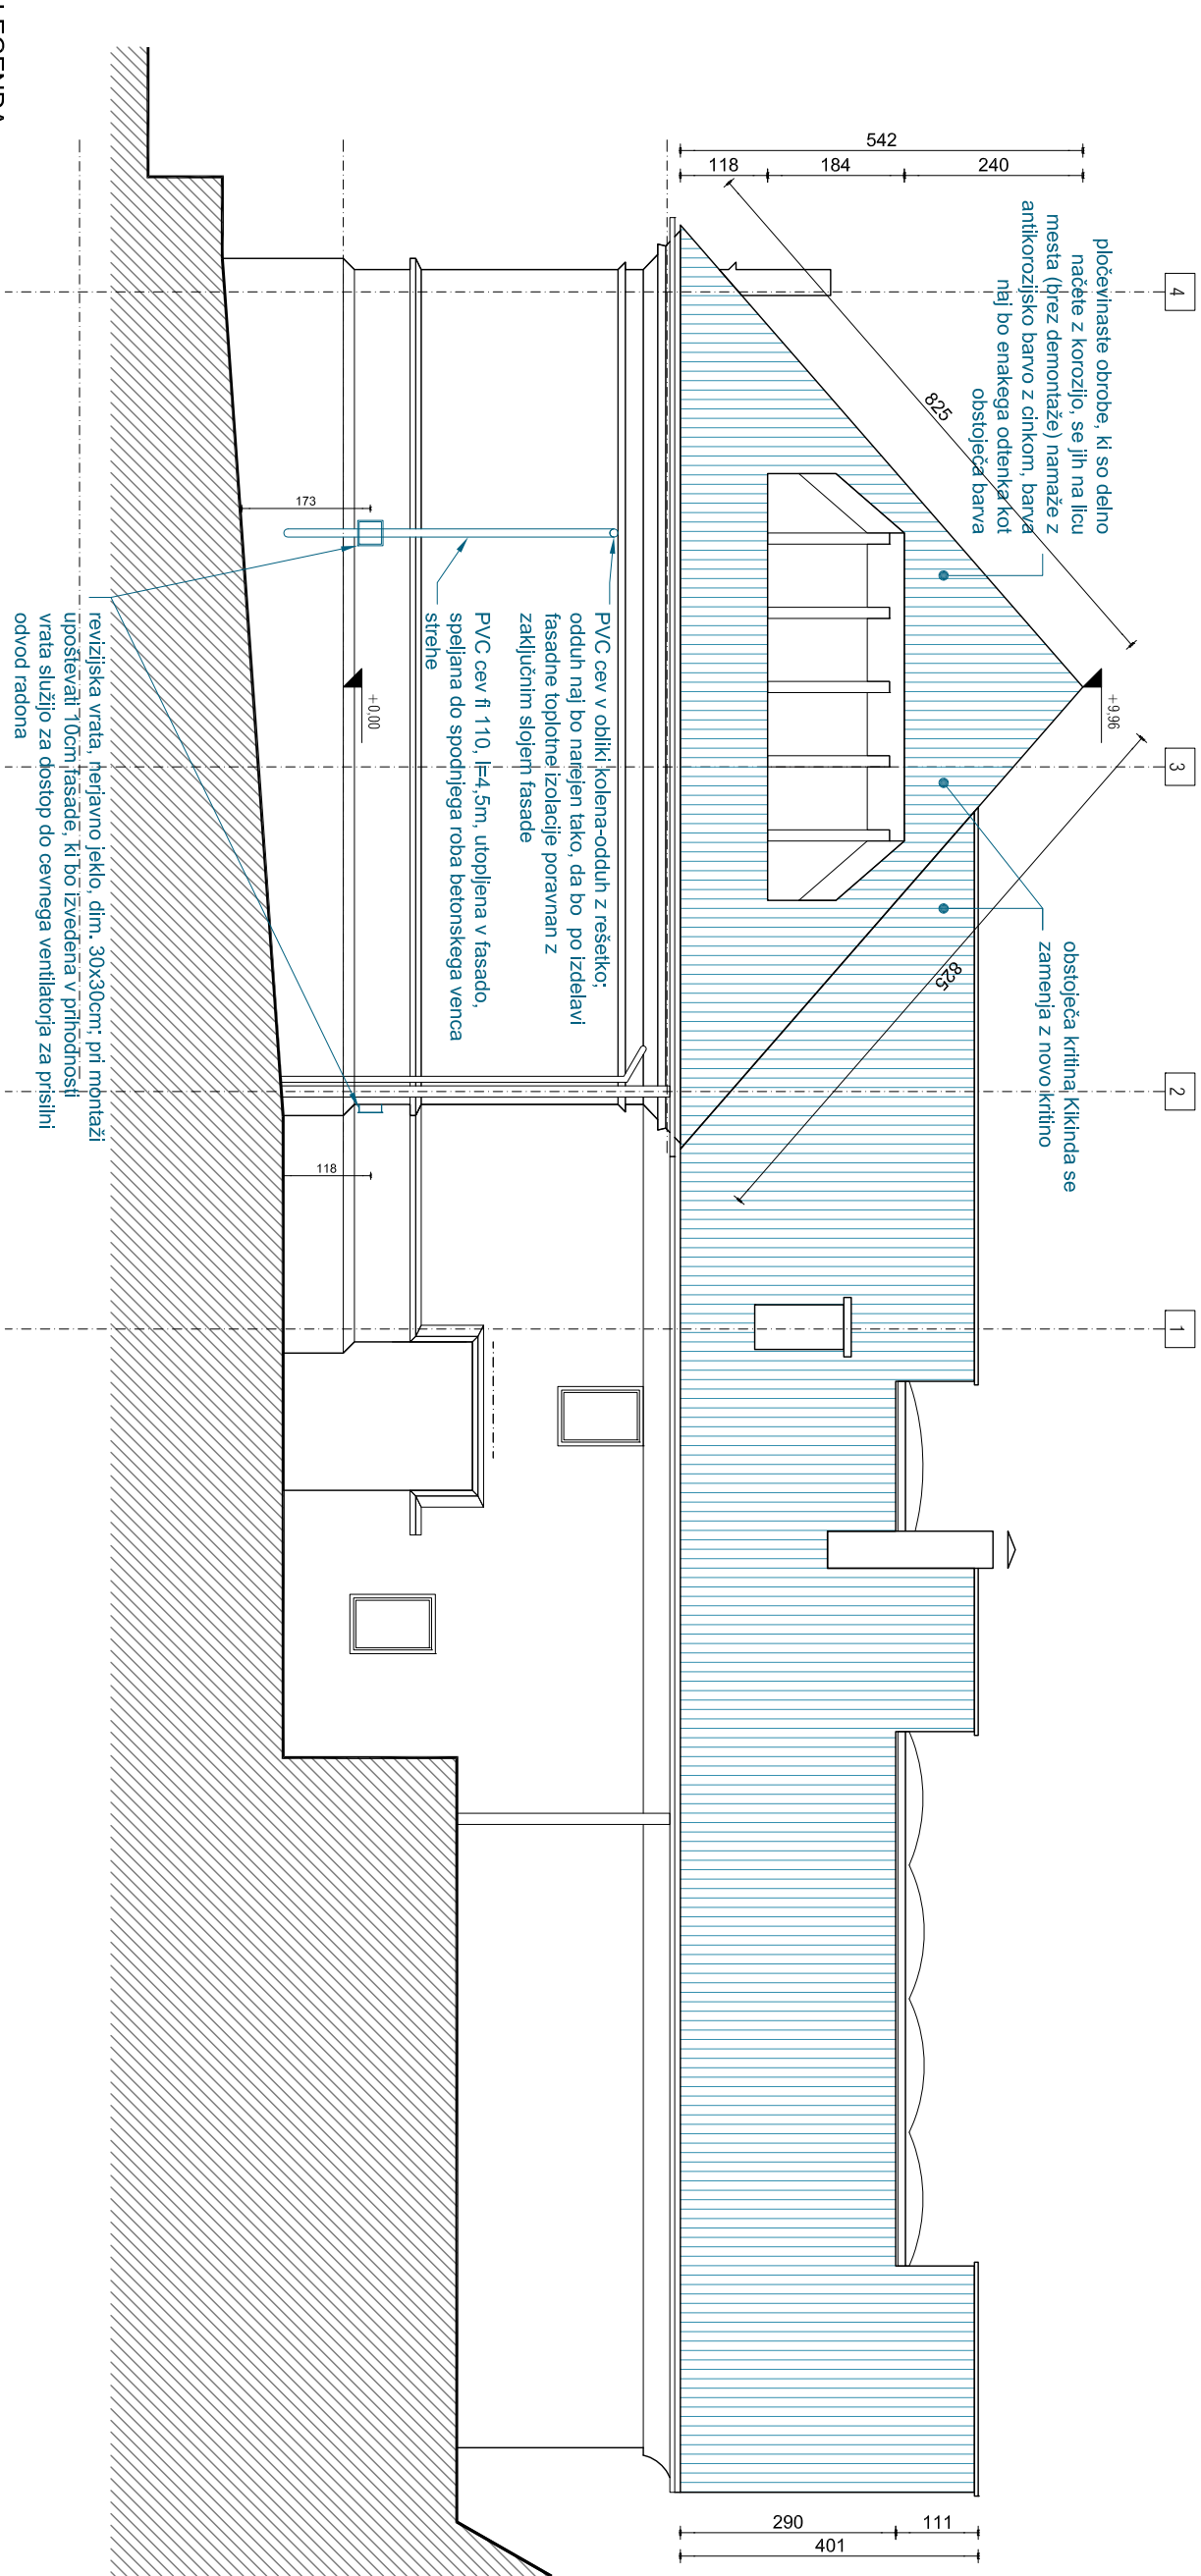 4
3
2
1
542
118
184
240
pločevinaste obrobe, ki so delno
načete z korozijo, se jih na licu
mesta (brez demontaže) namaže z
antikorozijsko barvo z cinkom, barva
naj bo enakega odtenka kot
obstoječa barva
825
+9,96
825
obstoječa kritina Kikinda se
zamenja z novo kritino
PVC cev v obliki kolena-odduh z rešetko;
odduh naj bo narejen tako, da bo po izdelavi
fasadne toplotne izolacije poravnan z
zaključnim slojem fasade
PVC cev fi 110, l=4,5m, utopljena v fasado,
speljana do spodnjega roba betonskega venca
strehe
+0,00
173
118
revizijska vrata, nerjavno jeklo, dim. 30x30cm; pri montaži
upoštevati 10cm fasade, ki bo izvedena v prihodnosti
vrata služijo za dostop do cevnega ventilatorja za prisilni
odvod radona
290
111
401